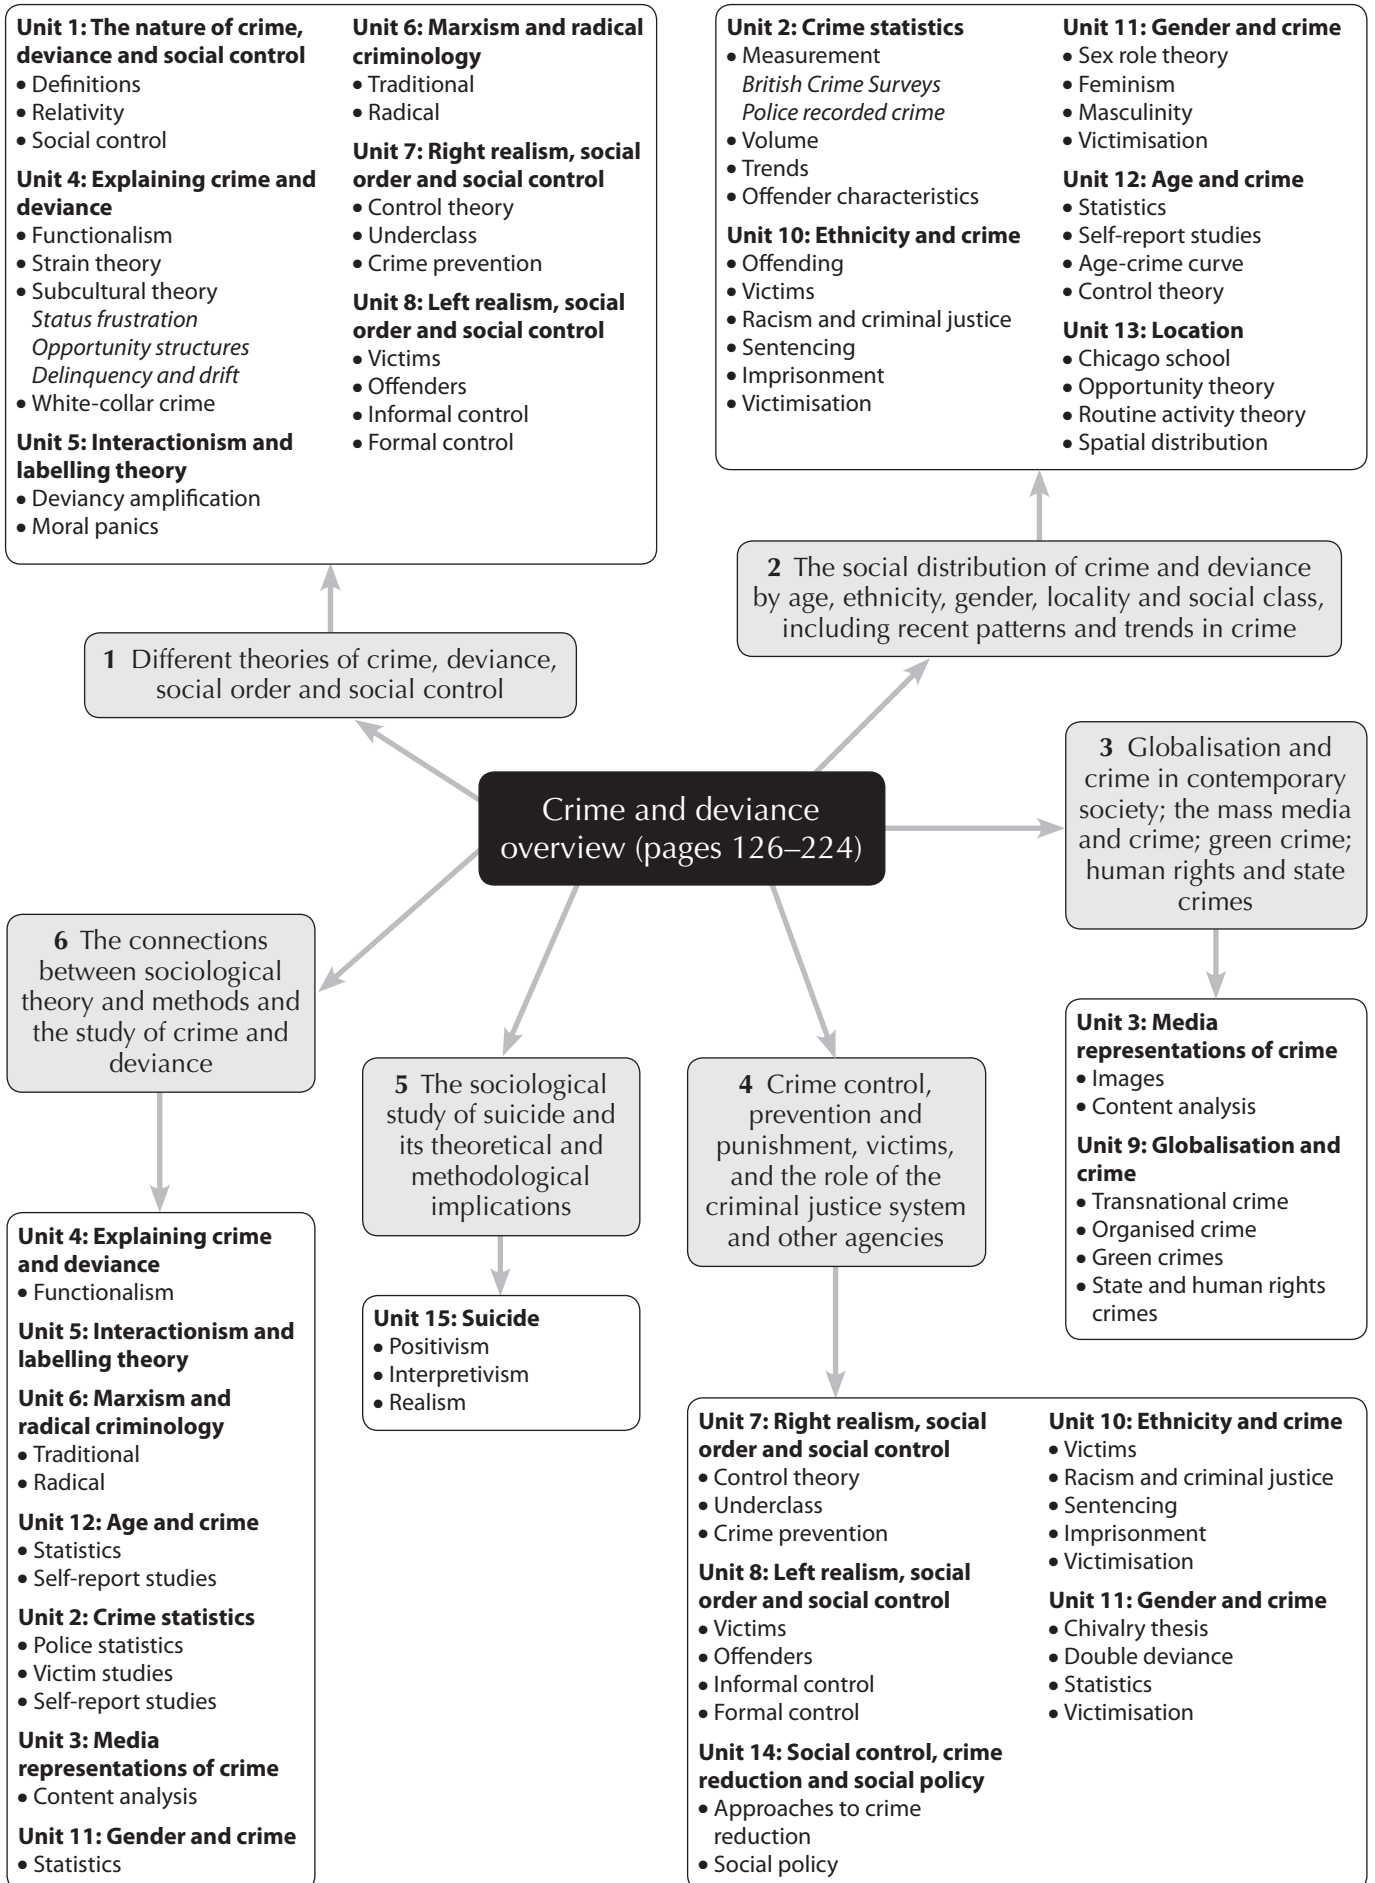 Unit 1: The nature of crime,
deviance and social control
• Definitions
• Relativity
• Social control
Unit 4: Explaining crime and
deviance
• Functionalism
• Strain theory
• Subcultural theory
Status frustration
Opportunity structures
Delinquency and drift
• White-collar crime
Unit 5: Interactionism and
labelling theory
• Deviancy amplification
• Moral panics
Unit 6: Marxism and radical
criminology
• Traditional
• Radical
Unit 7: Right realism, social
order and social control
• Control theory
• Underclass
• Crime prevention
Unit 8: Left realism, social
order and social control
• Victims
• Offenders
• Informal control
• Formal control
Unit 2: Crime statistics
• Measurement
British Crime Surveys
Police recorded crime
• Volume
• Trends
• Offender characteristics
Unit 10: Ethnicity and crime
• Offending
• Victims
• Racism and criminal justice
• Sentencing
• Imprisonment
• Victimisation
Unit 11: Gender and crime
• Sex role theory
• Feminism
• Masculinity
• Victimisation
Unit 12: Age and crime
• Statistics
• Self-report studies
• Age-crime curve
• Control theory
Unit 13: Location
• Chicago school
• Opportunity theory
• Routine activity theory
• Spatial distribution
1 Different theories of crime, deviance,
social order and social control
2 The social distribution of crime and deviance
by age, ethnicity, gender, locality and social class,
including recent patterns and trends in crime
Crime and deviance
overview (pages 126–224)
3 Globalisation and
crime in contemporary
society; the mass media
and crime; green crime;
human rights and state
crimes
6 The connections
between sociological
theory and methods and
the study of crime and
deviance
5 The sociological
study of suicide and
its theoretical and
methodological
implications
4 Crime control,
prevention and
punishment, victims,
and the role of the
criminal justice system
and other agencies
Unit 3: Media
representations of crime
• Images
• Content analysis
Unit 9: Globalisation and
crime
• Transnational crime
• Organised crime
• Green crimes
• State and human rights
crimes
Unit 4: Explaining crime
and deviance
• Functionalism
Unit 5: Interactionism and
labelling theory
Unit 6: Marxism and
radical criminology
• Traditional
• Radical
Unit 12: Age and crime
• Statistics
• Self-report studies
Unit 2: Crime statistics
• Police statistics
• Victim studies
• Self-report studies
Unit 3: Media
representations of crime
• Content analysis
Unit 11: Gender and crime
• Statistics
Unit 15: Suicide
• Positivism
• Interpretivism
• Realism
Unit 7: Right realism, social
order and social control
• Control theory
• Underclass
• Crime prevention
Unit 8: Left realism, social
order and social control
• Victims
• Offenders
• Informal control
• Formal control
Unit 14: Social control, crime
reduction and social policy
• Approaches to crime
reduction
• Social policy
Unit 10: Ethnicity and crime
• Victims
• Racism and criminal justice
• Sentencing
• Imprisonment
• Victimisation
Unit 11: Gender and crime
• Chivalry thesis
• Double deviance
• Statistics
• Victimisation